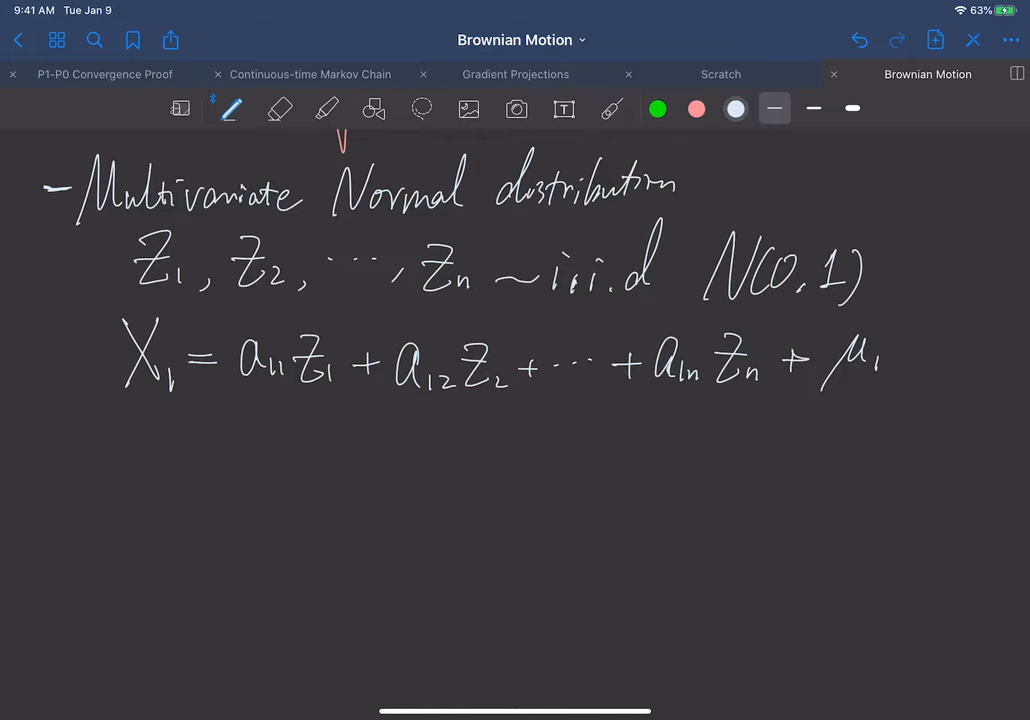 9:41 AM Tue Jan 9
63%
Brownian Motion
P1-P0 Convergence Proof
Continuous-time Markov Chain
Gradient Projections
Scratch
Brownian Motion
T
- Multivariate Normal distribution
Z₁, Z₂, ..., Zₙ ~ i.i.d N(0,1)
X₁ = a₁₁Z₁ + a₁₂Z₂ + ... + a₁ₙZₙ + μ₁